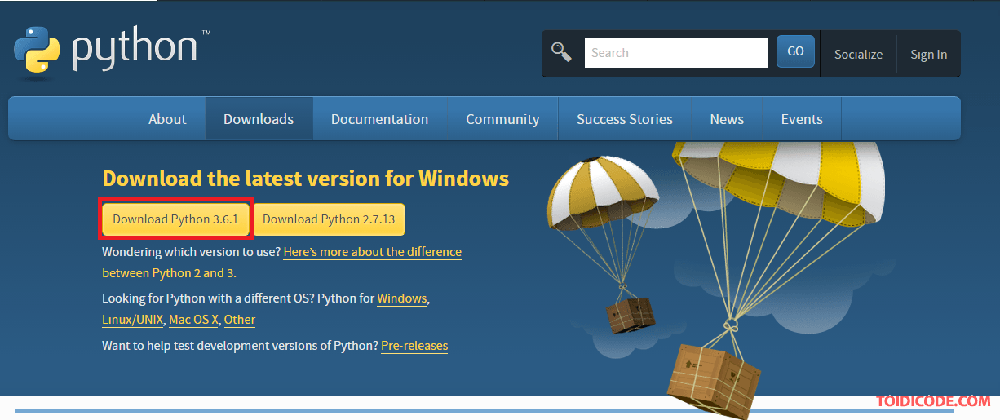 python™
Search
GO
Socialize
Sign In
About
Downloads
Documentation
Community
Success Stories
News
Events
Download the latest version for Windows
Download Python 3.6.1
Download Python 2.7.13
Wondering which version to use? Here's more about the difference
between Python 2 and 3.
Looking for Python with a different OS? Python for Windows,
Linux/UNIX, Mac OS X, Other
Want to help test development versions of Python? Pre-releases
TOIDICODE.COM